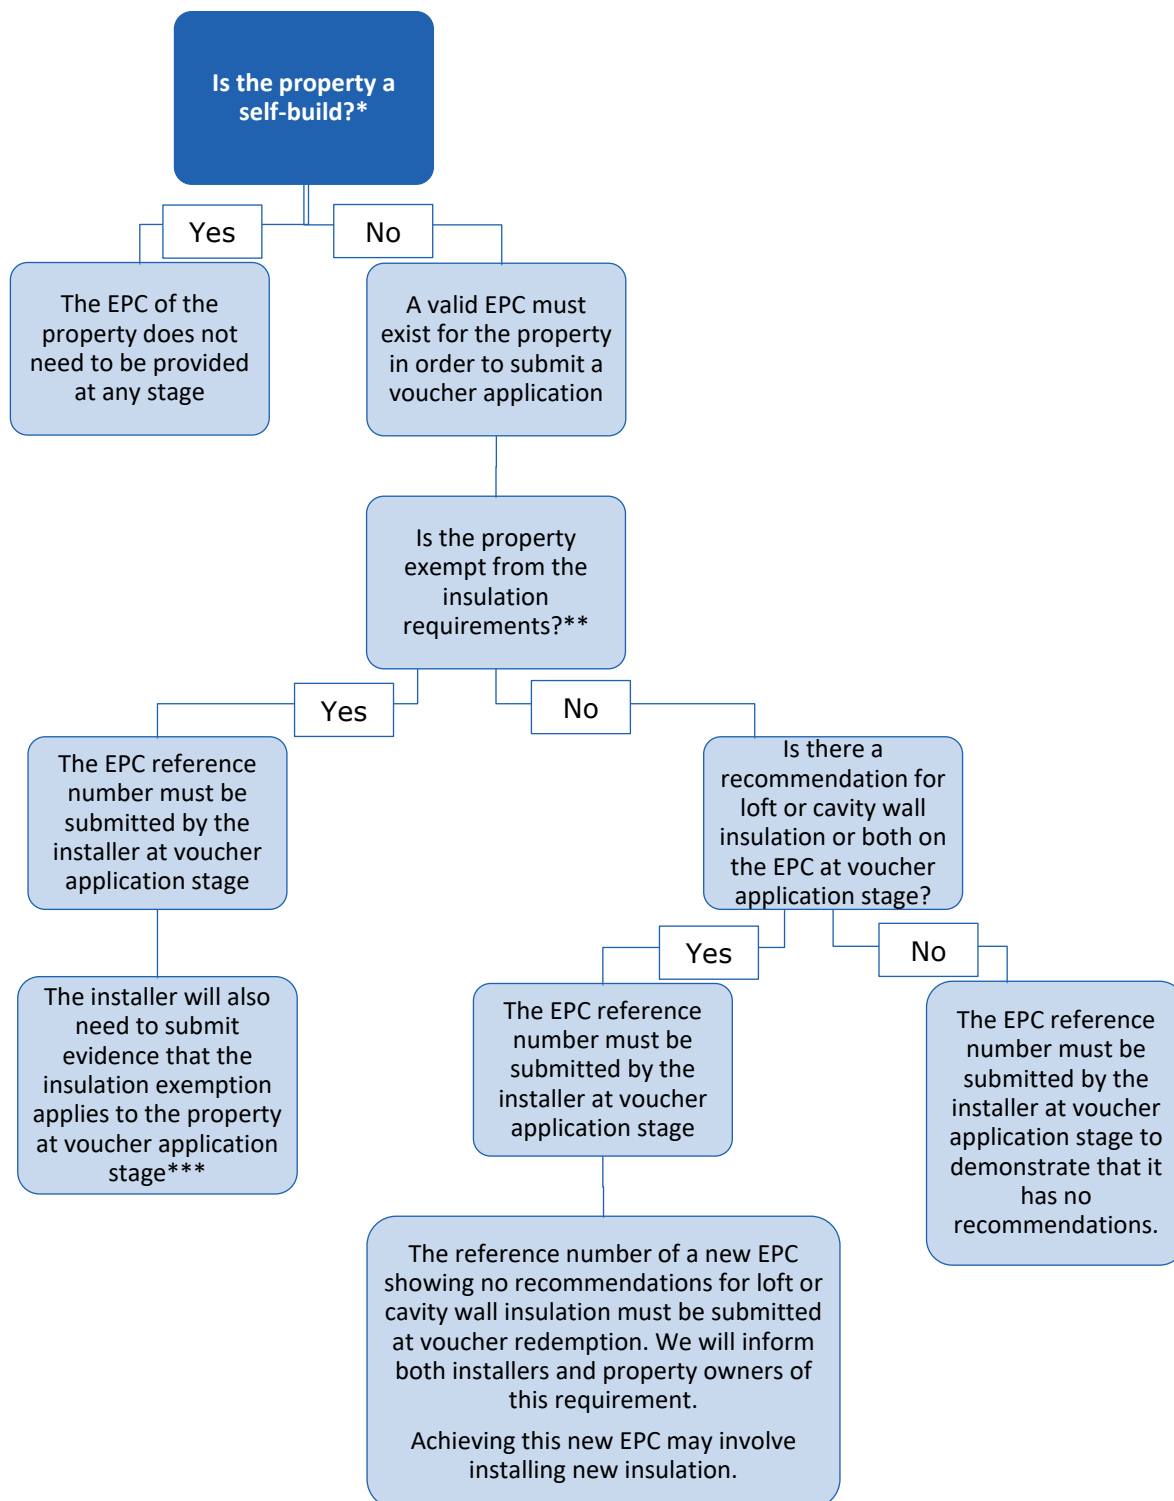 Is the property a
self-build?*
Yes
No
The EPC of the
property does not
need to be provided
at any stage
A valid EPC must
exist for the property
in order to submit a
voucher application
Is the property
exempt from the
insulation
requirements?**
Yes
No
The EPC reference
number must be
submitted by the
installer at voucher
application stage
Is there a
recommendation for
loft or cavity wall
insulation or both on
the EPC at voucher
application stage?
Yes
No
The installer will also
need to submit
evidence that the
insulation exemption
applies to the property
at voucher application
stage***
The EPC reference
number must be
submitted by the
installer at voucher
application stage
The EPC reference
number must be
submitted by the
installer at voucher
application stage to
demonstrate that it
has no
recommendations.
The reference number of a new EPC
showing no recommendations for loft or
cavity wall insulation must be submitted
at voucher redemption. We will inform
both installers and property owners of
this requirement.
Achieving this new EPC may involve
installing new insulation.